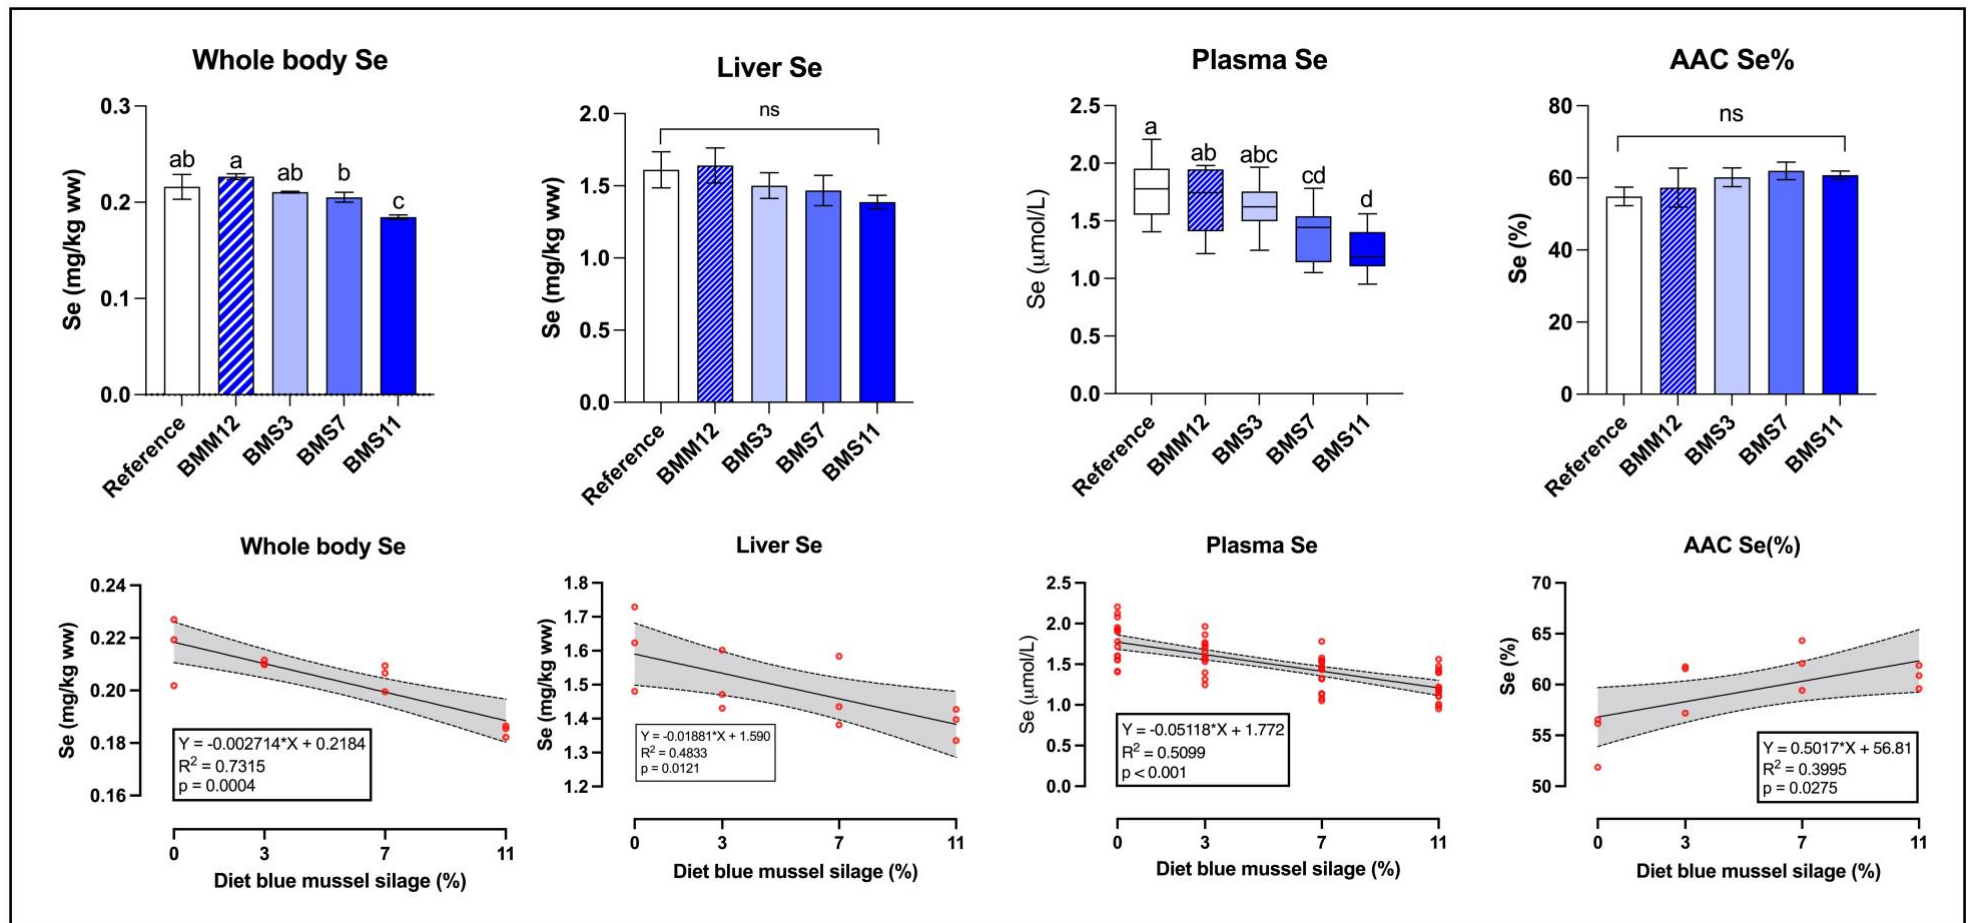 Whole body Se
Se (mg/kg ww)
0.3
0.2
0.1
0.0
ab
a
ab
b
c
Reference
BMM12
BMS3
BMS7
BMS11
Liver Se
Se (mg/kg ww)
2.0
1.5
1.0
0.5
0.0
ns
Reference
BMM12
BMS3
BMS7
BMS11
Plasma Se
Se (μmol/L)
2.5
2.0
1.5
1.0
0.5
0.0
a
ab
abc
cd
d
Reference
BMM12
BMS3
BMS7
BMS11
AAC Se%
Se (%)
80
60
40
20
0
ns
Reference
BMM12
BMS3
BMS7
BMS11
Whole body Se
Se (mg/kg ww)
0.24
0.22
0.20
0.18
0.16
Y = -0.002714*X + 0.2184
R² = 0.7315
p = 0.0004
0 3 7 11
Diet blue mussel silage (%)
Liver Se
Se (mg/kg ww)
1.8
1.7
1.6
1.5
1.4
1.3
1.2
Y = -0.01881*X + 1.590
R² = 0.4833
p = 0.0121
0 3 7 11
Diet blue mussel silage (%)
Plasma Se
Se (μmol/L)
2.5
2.0
1.5
1.0
0.5
0.0
Y = -0.05118*X + 1.772
R² = 0.5099
p < 0.001
0 3 7 11
Diet blue mussel silage (%)
AAC Se(%)
Se (%)
70
65
60
55
50
Y = 0.5017*X + 56.81
R² = 0.3995
p = 0.0275
0 3 7 11
Diet blue mussel silage (%)